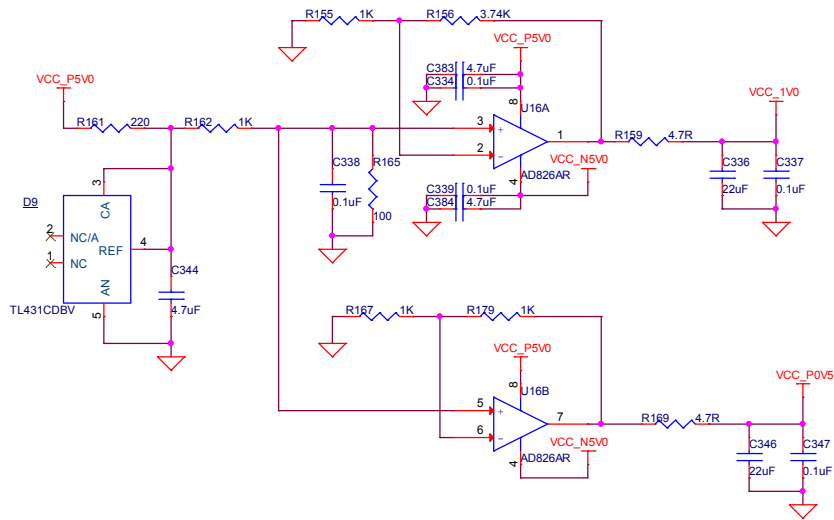 R155 1K R156 3.74K
VCC_P5V0
C383 4.7uF
C334 0.1uF
VCC_P5V0
VCC_1V0
8 U16A
R161 220 R162 1K
3 +
1
R159 4.7R
2 -
C338
R165
VCC_N5V0
C336
C337
AD826AR
4
0.1uF
22uF
0.1uF
3
CA
C339 0.1uF
C384 4.7uF
D9
100
2 NC/A
REF 4
1 NC
C344
AN
4.7uF
TL431CDBV
5
R167 1K R179 1K
VCC_P5V0
VCC_P0V5
8 U16B
5 +
7
R169 4.7R
6 -
VCC_N5V0
C346
C347
4 AD826AR
22uF
0.1uF